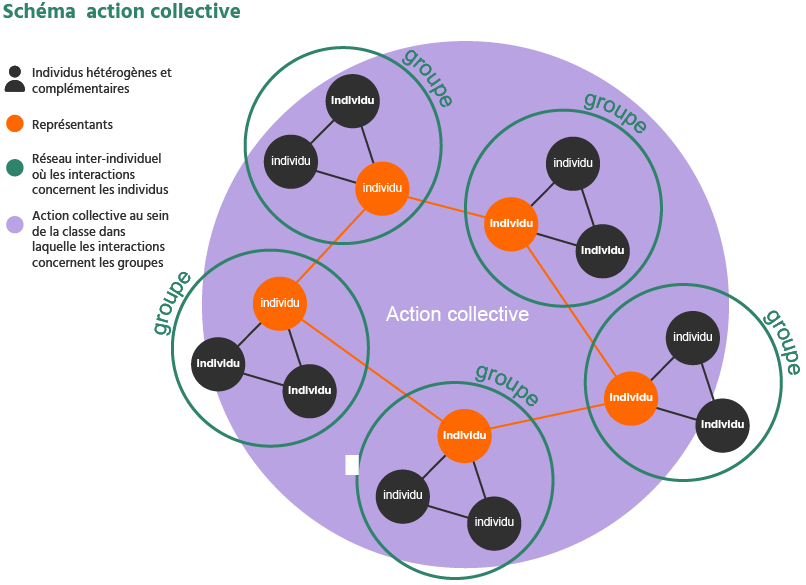 Schéma action collective
Individus hétérogènes et
complémentaires
Représentants
Réseau inter-individuel
où les interactions
concernent les individus
Action collective au sein
de la classe dans
laquelle les interactions
concernent les groupes
groupe
Individu
individu
individu
groupe
individu
Individu
Individu
groupe
individu
Individu
Individu
Action collective
groupe
individu
Individu
Individu
groupe
Individu
individu
individu